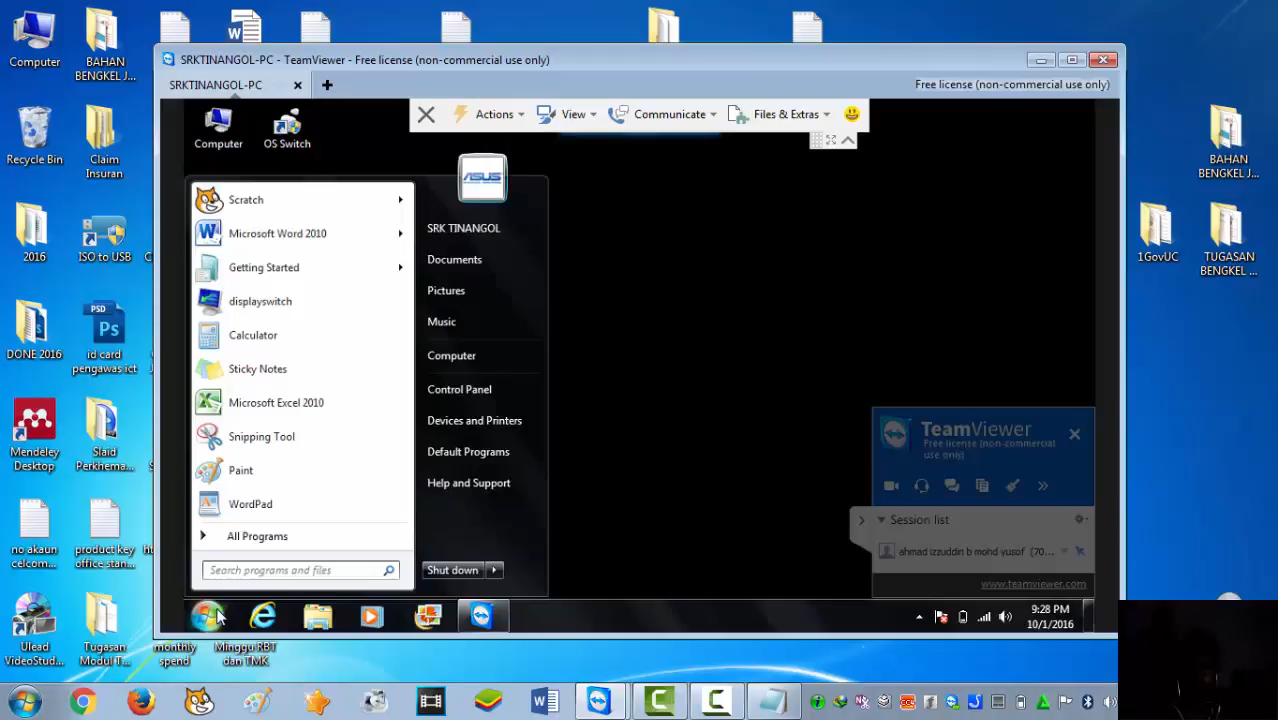 SRKTINANGOL-PC - TeamViewer - Free license (non-commercial use only)
SRKTINANGOL-PC
Free license (non-commercial use only)
Actions
View
Communicate
Files & Extras
Computer
BAHAN
BENGKEL J...
Recycle Bin
Claim
Insuran
2016
ISO to USB
DONE 2016
id card
pengawas ict
PSD
Ps
Mendeley
Desktop
Slaid
Perkhema...
no akaun
celcom...
product key
office stan...
Ulead
VideoStud...
Tugasan
Modul T...
monthly
spend
Minggu RBT
dan TMK
BAHAN
BENGKEL J...
1GovUC
TUGASAN
BENGKEL ...
Computer
OS Switch
Scratch
Microsoft Word 2010
Getting Started
displayswitch
Calculator
Sticky Notes
Microsoft Excel 2010
Snipping Tool
Paint
WordPad
All Programs
Search programs and files
ASUS
SRK TINANGOL
Documents
Pictures
Music
Computer
Control Panel
Devices and Printers
Default Programs
Help and Support
Shut down
TeamViewer
Free license (non-commercial
use only)
Session list
ahmad izzuddin b mohd yusof (70...
www.teamviewer.com
9:28 PM
10/1/2016